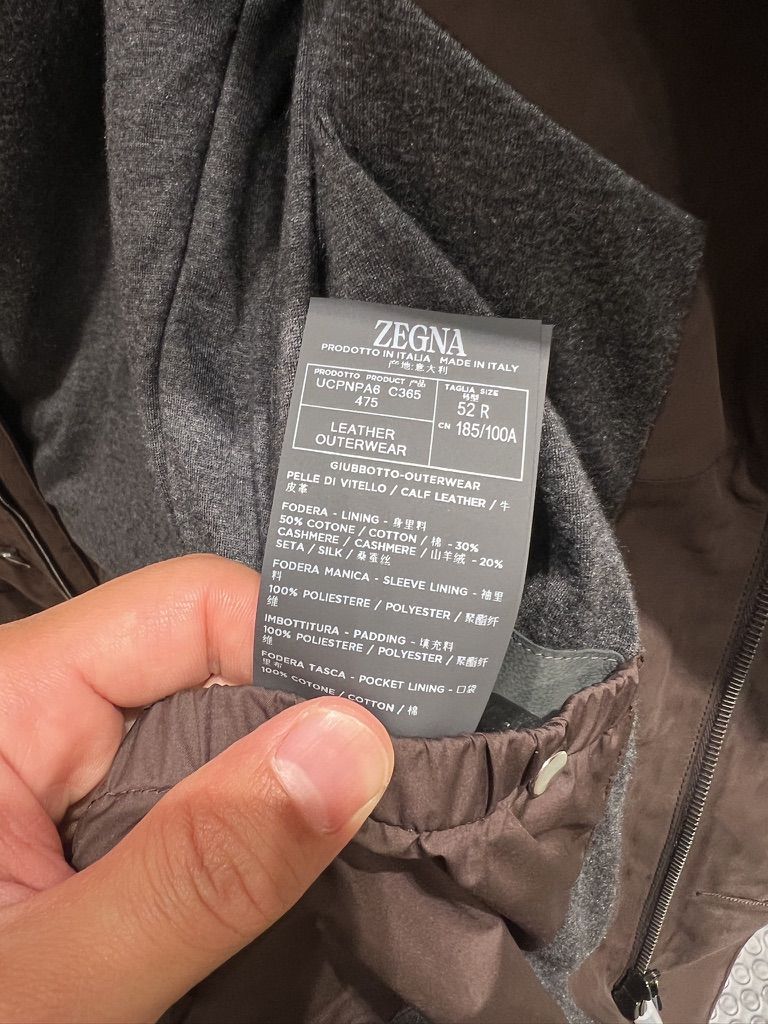 ZEGNA
PRODOTTO IN ITALIA MADE IN ITALY
产地:意大利
PRODOTTO PRODUCT 产品
UCPNPA6 C365
475
TAGLIA SIZE
号型
52 R
CN 185/100A
LEATHER
OUTERWEAR
GIUBBOTTO-OUTERWEAR
PELLE DI VITELLO / CALF LEATHER / 牛
皮革
FODERA - LINING - 身里料
50% COTONE / COTTON / 棉 - 30%
CASHMERE / CASHMERE / 山羊绒 - 20%
SETA / SILK / 桑蚕丝
FODERA MANICA - SLEEVE LINING - 袖里
料
100% POLIESTERE / POLYESTER / 聚酯纤
维
IMBOTTITURA - PADDING - 填充料
100% POLIESTERE / POLYESTER / 聚酯纤
维
FODERA TASCA - POCKET LINING - 口袋
里布
100% COTONE / COTTON / 棉